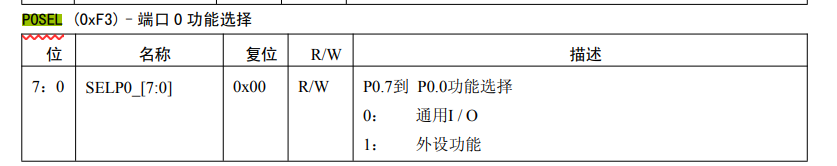 P0SEL (0xF3) - 端口 0 功能选择
位 名称 复位 R/W 描述
7: 0 SELP0_[7:0] 0x00 R/W P0.7到 P0.0功能选择
0: 通用I / O
1: 外设功能